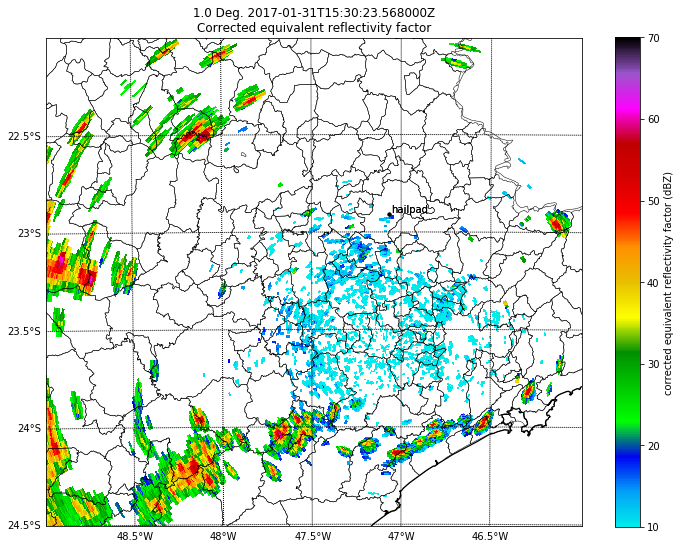 1.0 Deg. 2017-01-31T15:30:23.568000Z
Corrected equivalent reflectivity factor
70
60
50
40
30
20
10
corrected equivalent reflectivity factor (dBZ)
22.5°S
23°S
23.5°S
24°S
24.5°S
hailpad
48.5°W
48°W
47.5°W
47°W
46.5°W